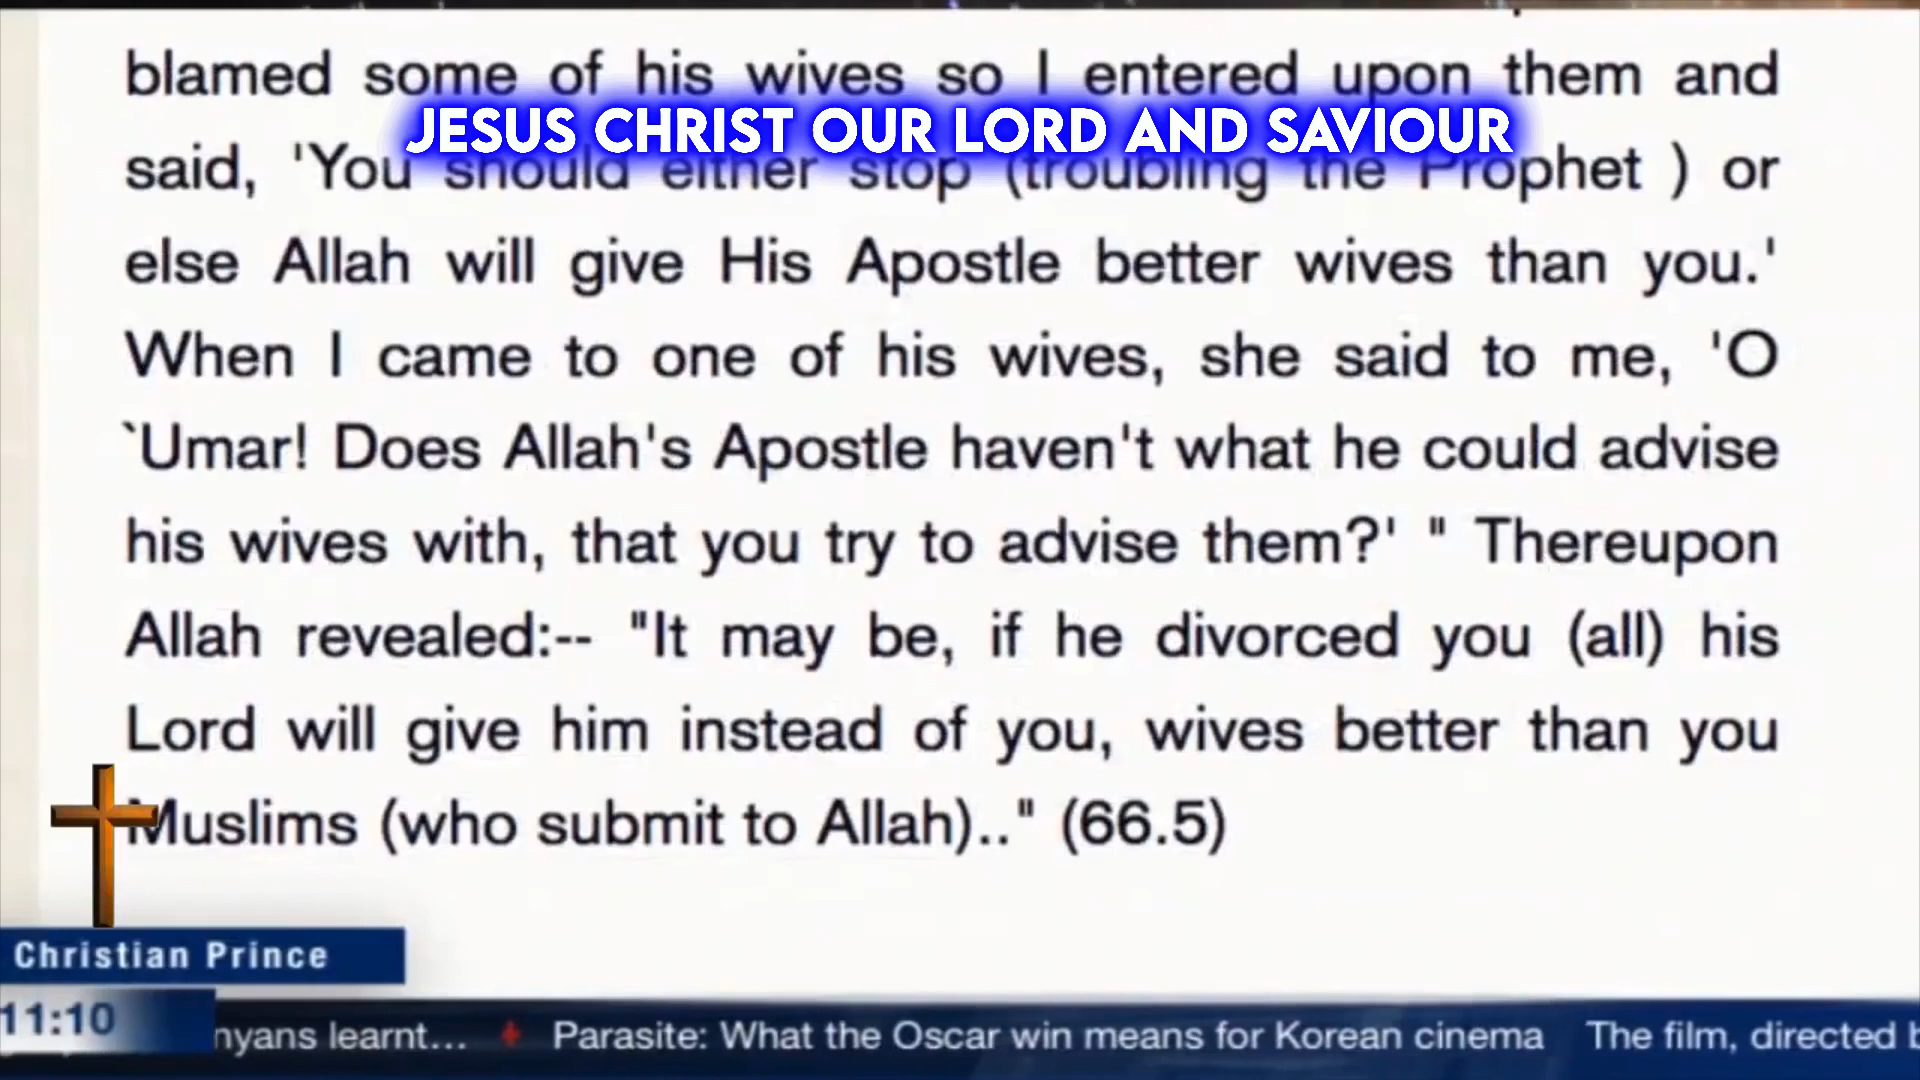 blamed some of his wives so I entered upon them and
JESUS CHRIST OUR LORD AND SAVIOUR
said, 'You should either stop (troubling the Prophet ) or
else Allah will give His Apostle better wives than you.'
When I came to one of his wives, she said to me, 'O
`Umar! Does Allah's Apostle haven't what he could advise
his wives with, that you try to advise them?' " Thereupon
Allah revealed:-- "It may be, if he divorced you (all) his
Lord will give him instead of you, wives better than you
Muslims (who submit to Allah).." (66.5)
Christian Prince
11:10
nyans learnt... Parasite: What the Oscar win means for Korean cinema The film, directed